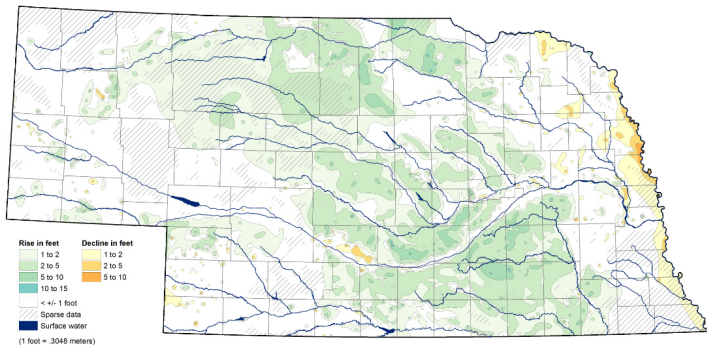 Rise in feet
1 to 2
2 to 5
5 to 10
10 to 15
Decline in feet
1 to 2
2 to 5
5 to 10
< +/- 1 foot
Sparse data
Surface water
(1 foot = .3048 meters)